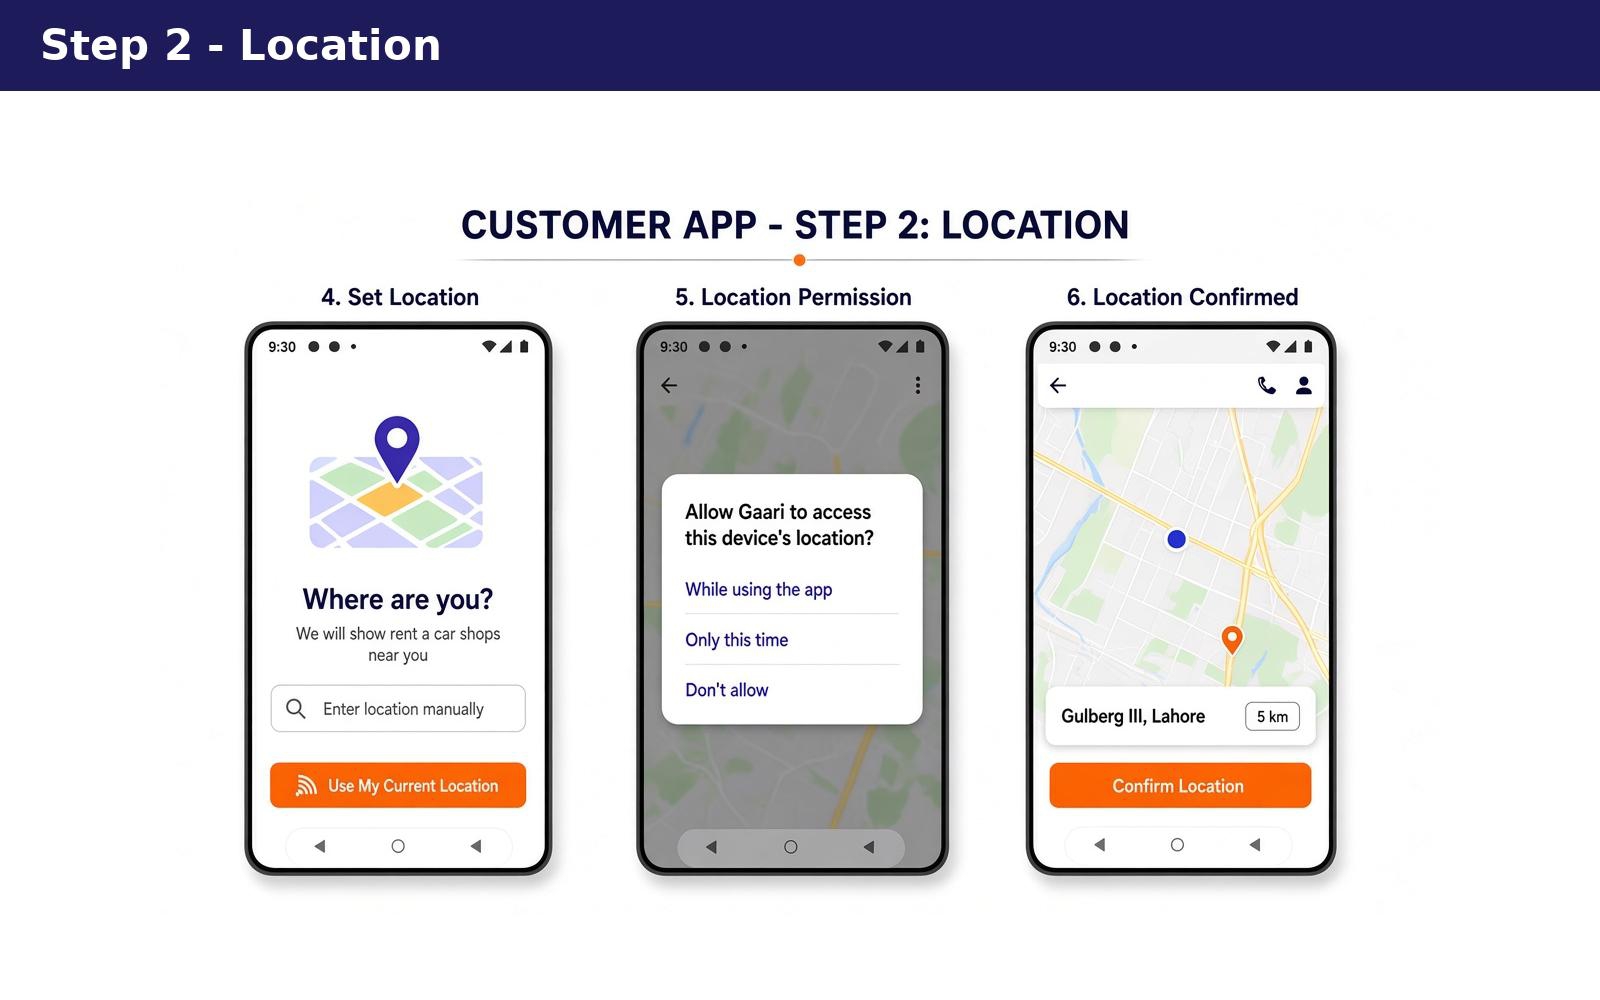 Step 2 - Location
CUSTOMER APP - STEP 2: LOCATION
4. Set Location
9:30
Where are you?
We will show rent a car shops
near you
Enter location manually
Use My Current Location
5. Location Permission
9:30
Allow Gaari to access
this device's location?
While using the app
Only this time
Don't allow
6. Location Confirmed
9:30
Gulberg III, Lahore
5 km
Confirm Location